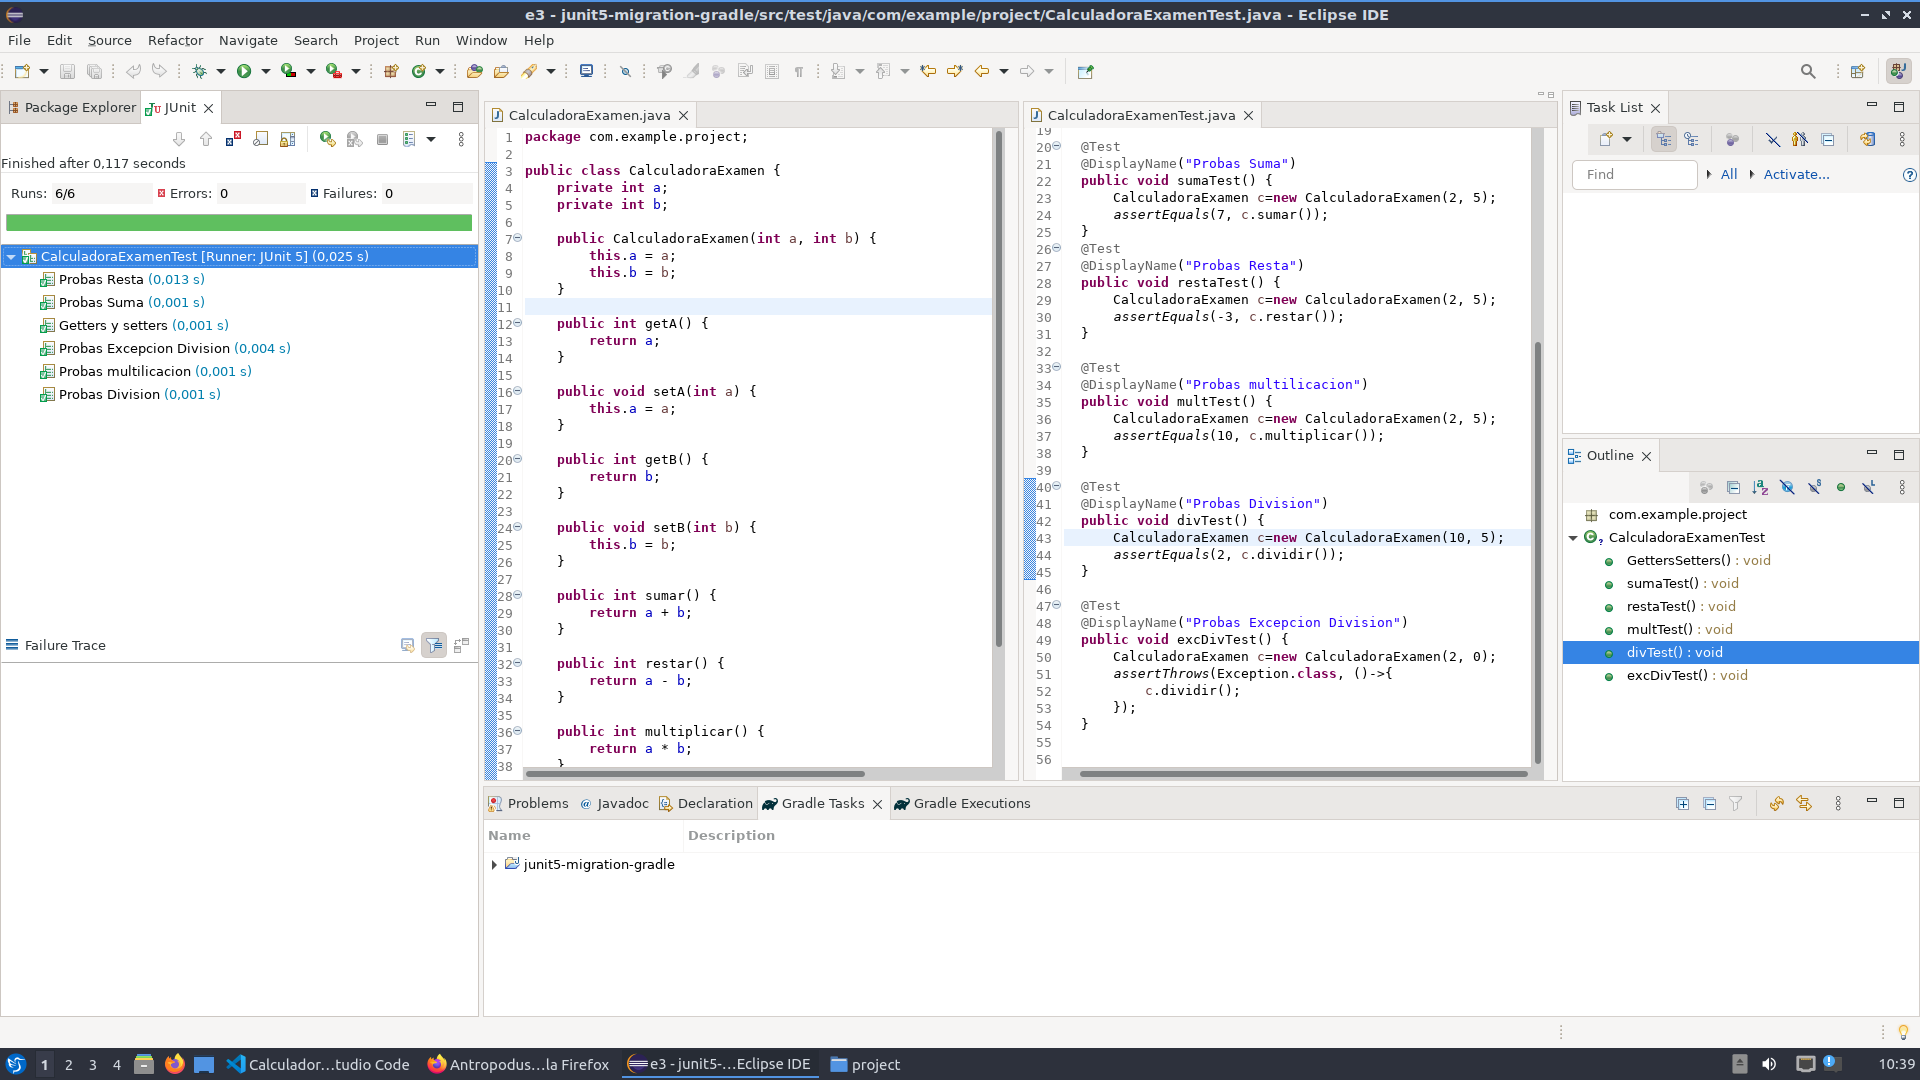 e3 - junit5-migration-gradle/src/test/java/com/example/project/CalculadoraExamenTest.java - Eclipse IDE
File Edit Source Refactor Navigate Search Project Run Window Help
Package Explorer
JUnit
Finished after 0,117 seconds
Runs: 6/6 Errors: 0 Failures: 0
CalculadoraExamenTest [Runner: JUnit 5] (0,025 s)
Probas Resta (0,013 s)
Probas Suma (0,001 s)
Getters y setters (0,001 s)
Probas Excepcion Division (0,004 s)
Probas multilicacion (0,001 s)
Probas Division (0,001 s)
Failure Trace
CalculadoraExamen.java
1 package com.example.project;
2
3 public class CalculadoraExamen {
4 private int a;
5 private int b;
6
7 public CalculadoraExamen(int a, int b) {
8 this.a = a;
9 this.b = b;
10 }
11
12 public int getA() {
13 return a;
14 }
15
16 public void setA(int a) {
17 this.a = a;
18 }
19
20 public int getB() {
21 return b;
22 }
23
24 public void setB(int b) {
25 this.b = b;
26 }
27
28 public int sumar() {
29 return a + b;
30 }
31
32 public int restar() {
33 return a - b;
34 }
35
36 public int multiplicar() {
37 return a * b;
38 }
CalculadoraExamenTest.java
19
20 @Test
21 @DisplayName("Probas Suma")
22 public void sumaTest() {
23 CalculadoraExamen c=new CalculadoraExamen(2, 5);
24 assertEquals(7, c.sumar());
25 }
26 @Test
27 @DisplayName("Probas Resta")
28 public void restaTest() {
29 CalculadoraExamen c=new CalculadoraExamen(2, 5);
30 assertEquals(-3, c.restar());
31 }
32
33 @Test
34 @DisplayName("Probas multilicacion")
35 public void multTest() {
36 CalculadoraExamen c=new CalculadoraExamen(2, 5);
37 assertEquals(10, c.multiplicar());
38 }
39
40 @Test
41 @DisplayName("Probas Division")
42 public void divTest() {
43 CalculadoraExamen c=new CalculadoraExamen(10, 5);
44 assertEquals(2, c.dividir());
45 }
46
47 @Test
48 @DisplayName("Probas Excepcion Division")
49 public void excDivTest() {
50 CalculadoraExamen c=new CalculadoraExamen(2, 0);
51 assertThrows(Exception.class, ()->{
52 c.dividir();
53 });
54 }
55
56
Task List
Find All Activate...
Outline
com.example.project
CalculadoraExamenTest
GettersSetters() : void
sumaTest() : void
restaTest() : void
multTest() : void
divTest() : void
excDivTest() : void
Problems Javadoc Declaration Gradle Tasks Gradle Executions
Name Description
junit5-migration-gradle
1 2 3 4 Calculador...tudio Code Antropodus...la Firefox e3 - junit5-...Eclipse IDE project 10:39